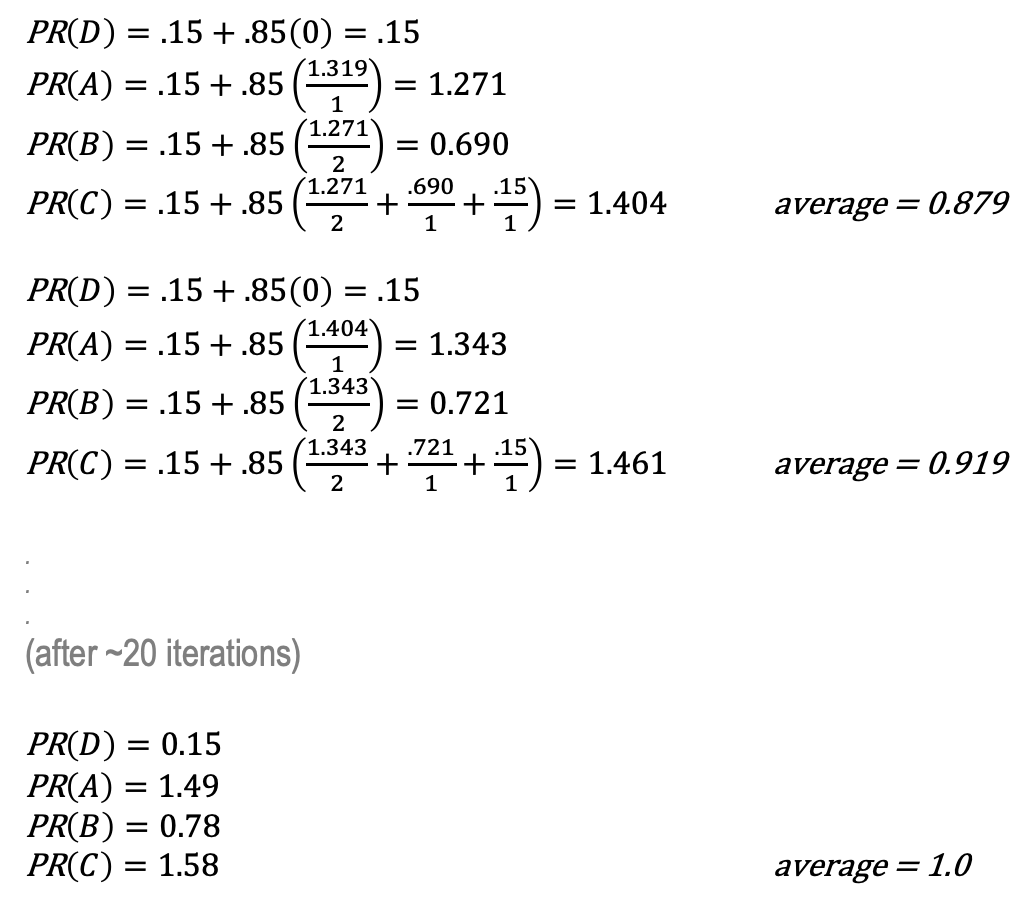 PR(D) = .15 + .85(0) = .15
PR(A) = .15 + .85(1.319/1) = 1.271
PR(B) = .15 + .85(1.271/2) = 0.690
PR(C) = .15 + .85(1.271/2 + .690/1 + .15/1) = 1.404 average = 0.879
PR(D) = .15 + .85(0) = .15
PR(A) = .15 + .85(1.404/1) = 1.343
PR(B) = .15 + .85(1.343/2) = 0.721
PR(C) = .15 + .85(1.343/2 + .721/1 + .15/1) = 1.461 average = 0.919
.
.
.
(after ~20 iterations)
PR(D) = 0.15
PR(A) = 1.49
PR(B) = 0.78
PR(C) = 1.58 average = 1.0